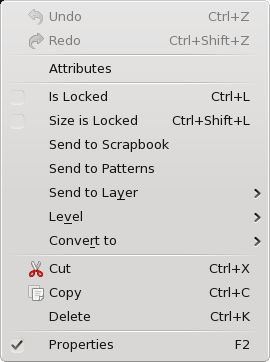 Undo Ctrl+Z
Redo Ctrl+Shift+Z
Attributes
Is Locked Ctrl+L
Size is Locked Ctrl+Shift+L
Send to Scrapbook
Send to Patterns
Send to Layer
Level
Convert to
Cut Ctrl+X
Copy Ctrl+C
Delete Ctrl+K
Properties F2